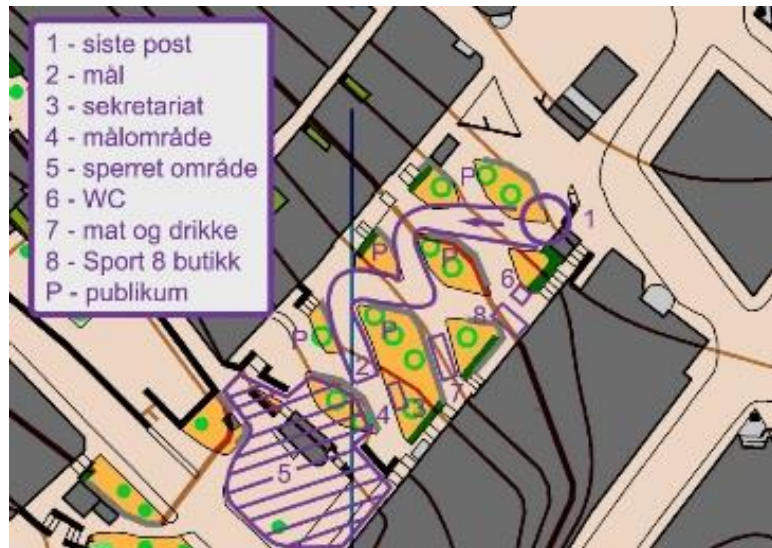 1 - siste post
2 - mål
3 - sekretariat
4 - målområde
5 - sperret område
6 - WC
7 - mat og drikke
8 - Sport 8 butikk
P - publikum
P
1
P
P
6
8
P
P
2
7
4
3
5